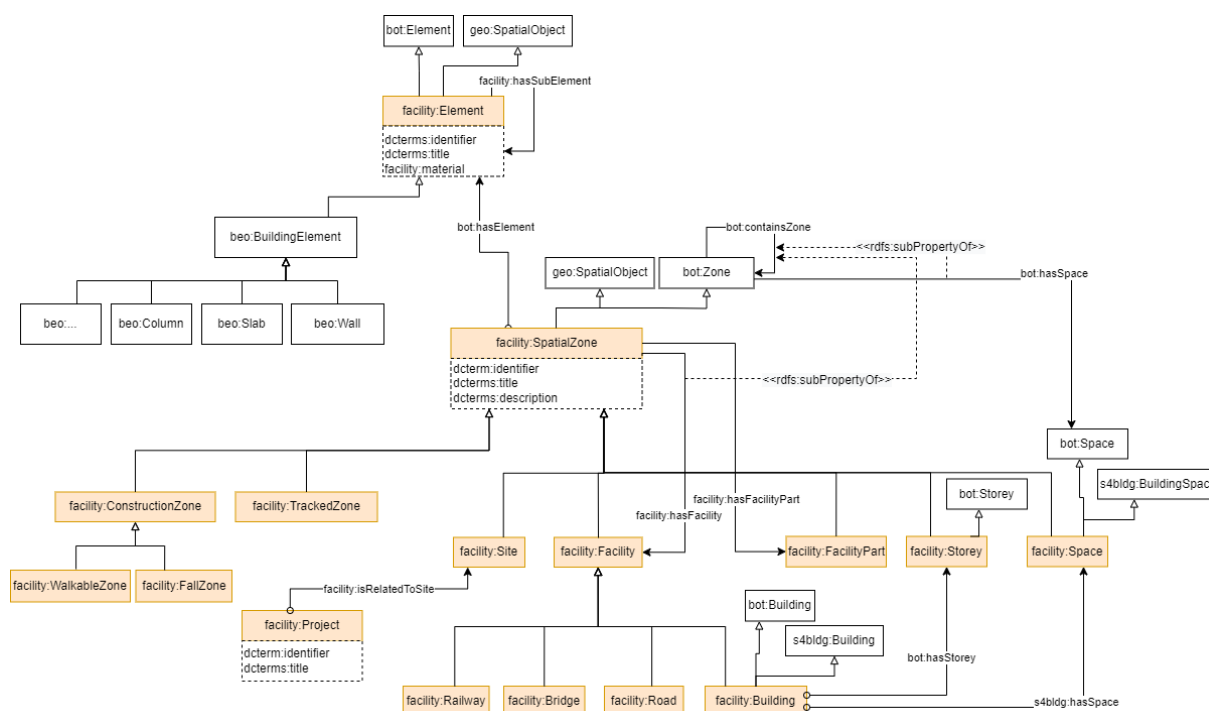 bot:Element
geo:SpatialObject
facility:hasSubElement
facility:Element
dcterms:identifier
dcterms:title
facility:material
beo:BuildingElement
bot:hasElement
bot:containsZone
<<rdfs:subPropertyOf>>
geo:SpatialObject
bot:Zone
bot:hasSpace
beo:...
beo:Column
beo:Slab
beo:Wall
facility:SpatialZone
dcterm:identifier
dcterms:title
dcterms:description
<<rdfs:subPropertyOf>>
bot:Space
s4bldg:BuildingSpace
facility:ConstructionZone
facility:TrackedZone
facility:hasFacilityPart
facility:hasFacility
bot:Storey
facility:Site
facility:Facility
facility:FacilityPart
facility:Storey
facility:Space
facility:WalkableZone
facility:FallZone
facility:isRelatedToSite
facility:Project
dcterm:identifier
dcterms:title
bot:Building
s4bldg:Building
bot:hasStorey
facility:Railway
facility:Bridge
facility:Road
facility:Building
s4bldg:hasSpace